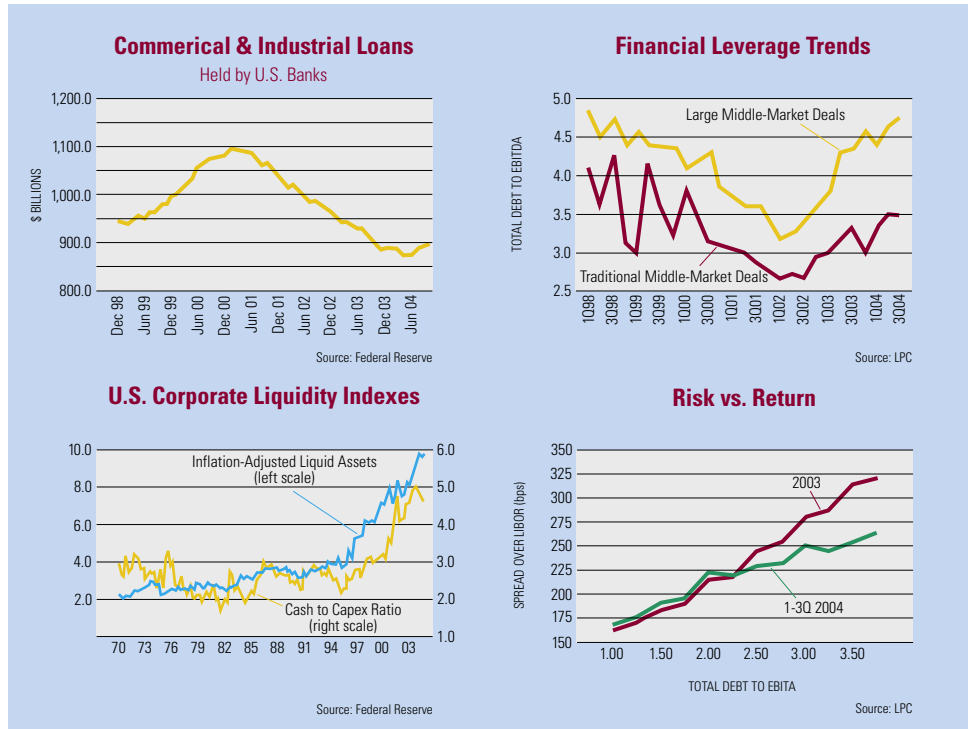 Commerical & Industrial Loans
Held by U.S. Banks
$ BILLIONS
1,200.0
1,100.0
1,000.0
900.0
800.0
Dec 98
Jun 99
Dec 99
Jun 00
Dec 00
Jun 01
Dec 01
Jun 02
Dec 02
Jun 03
Dec 03
Jun 04
Source: Federal Reserve
Financial Leverage Trends
TOTAL DEBT TO EBITDA
5.0
4.5
4.0
3.5
3.0
2.5
Large Middle-Market Deals
Traditional Middle-Market Deals
1Q98
3Q98
1Q99
3Q99
1Q00
3Q00
1Q01
3Q01
1Q02
3Q02
1Q03
3Q03
1Q04
3Q04
Source: LPC
U.S. Corporate Liquidity Indexes
10.0
8.0
6.0
4.0
2.0
6.0
5.0
4.0
3.0
2.0
1.0
Inflation-Adjusted Liquid Assets
(left scale)
Cash to Capex Ratio
(right scale)
70 73 76 79 82 85 88 91 94 97 00 03
Source: Federal Reserve
Risk vs. Return
SPREAD OVER LIBOR (bps)
350
325
300
275
250
225
200
175
150
2003
1-3Q 2004
1.00 1.50 2.00 2.50 3.00 3.50
TOTAL DEBT TO EBITA
Source: LPC